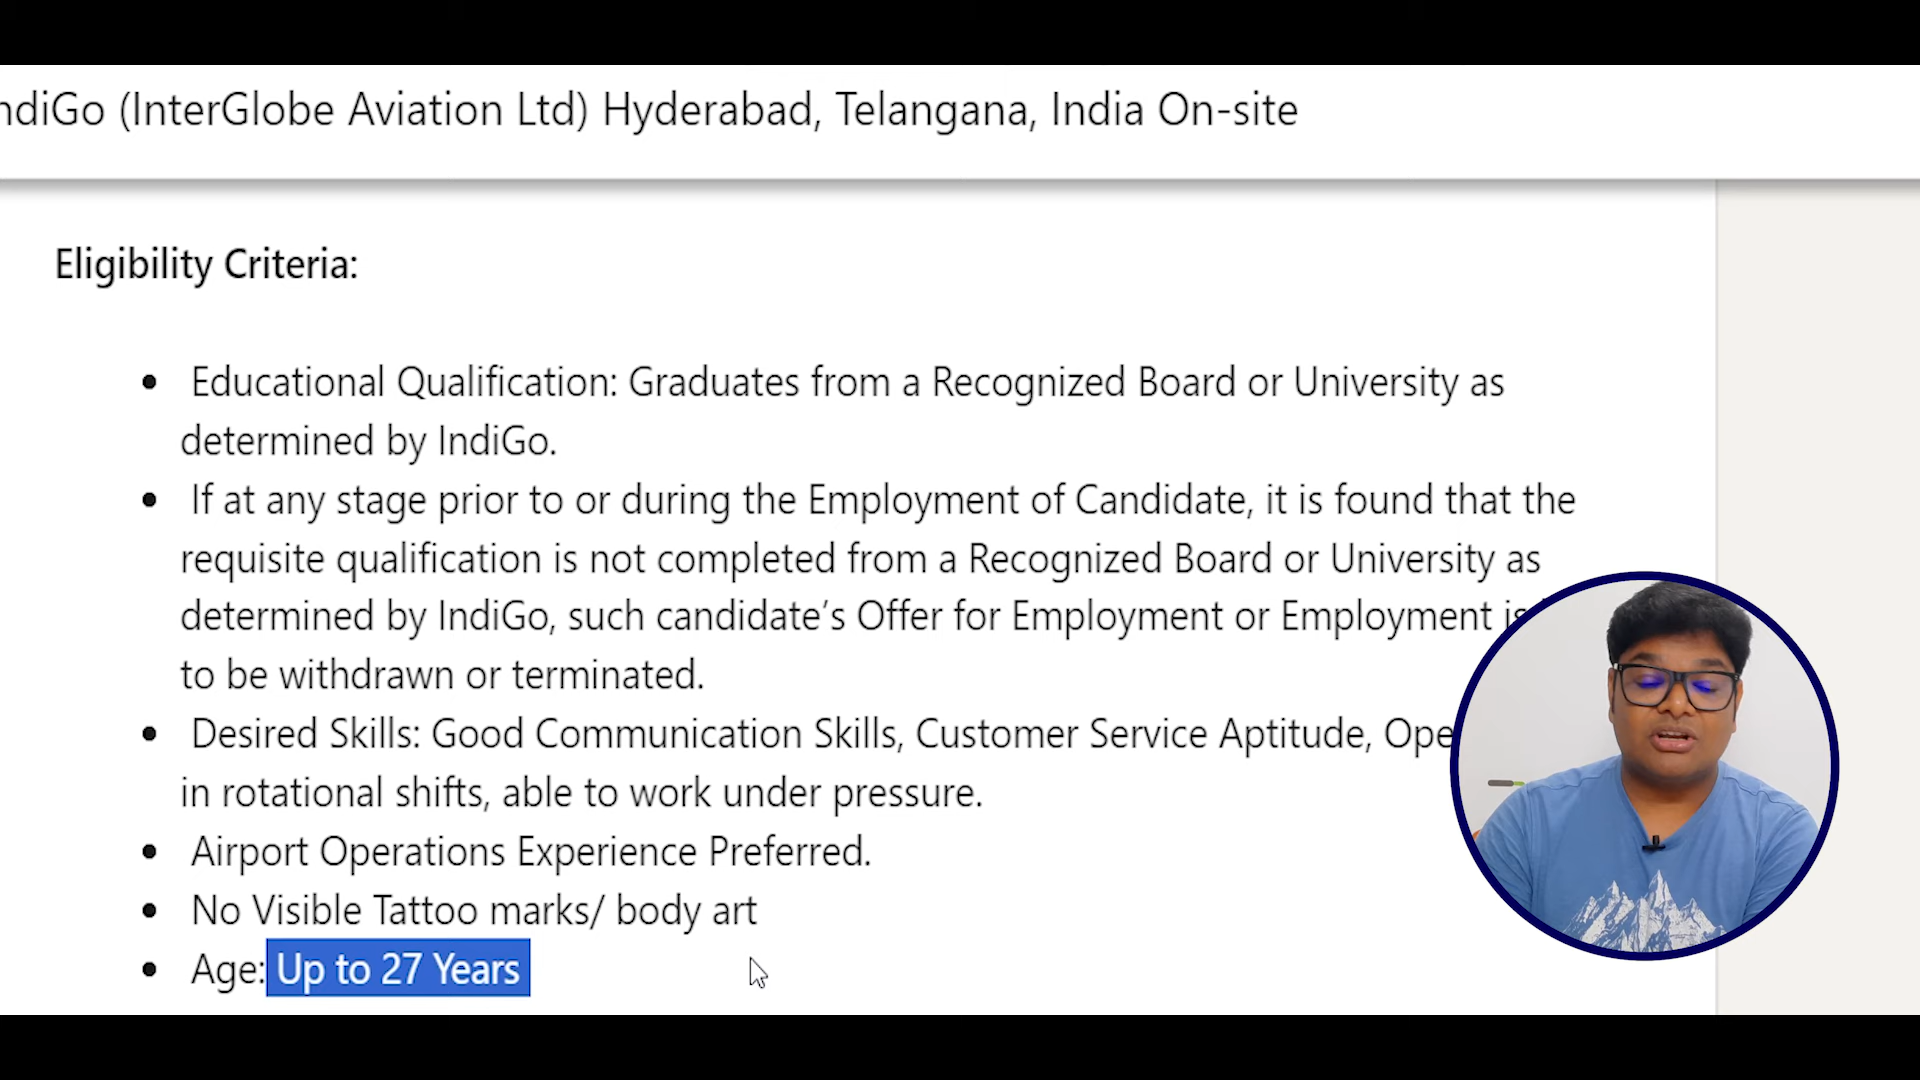 ndiGo (InterGlobe Aviation Ltd) Hyderabad, Telangana, India On-site
Eligibility Criteria:
• Educational Qualification: Graduates from a Recognized Board or University as
determined by IndiGo.
• If at any stage prior to or during the Employment of Candidate, it is found that the
requisite qualification is not completed from a Recognized Board or University as
determined by IndiGo, such candidate’s Offer for Employment or Employment is
to be withdrawn or terminated.
• Desired Skills: Good Communication Skills, Customer Service Aptitude, Ope
in rotational shifts, able to work under pressure.
• Airport Operations Experience Preferred.
• No Visible Tattoo marks/ body art
• Age: Up to 27 Years